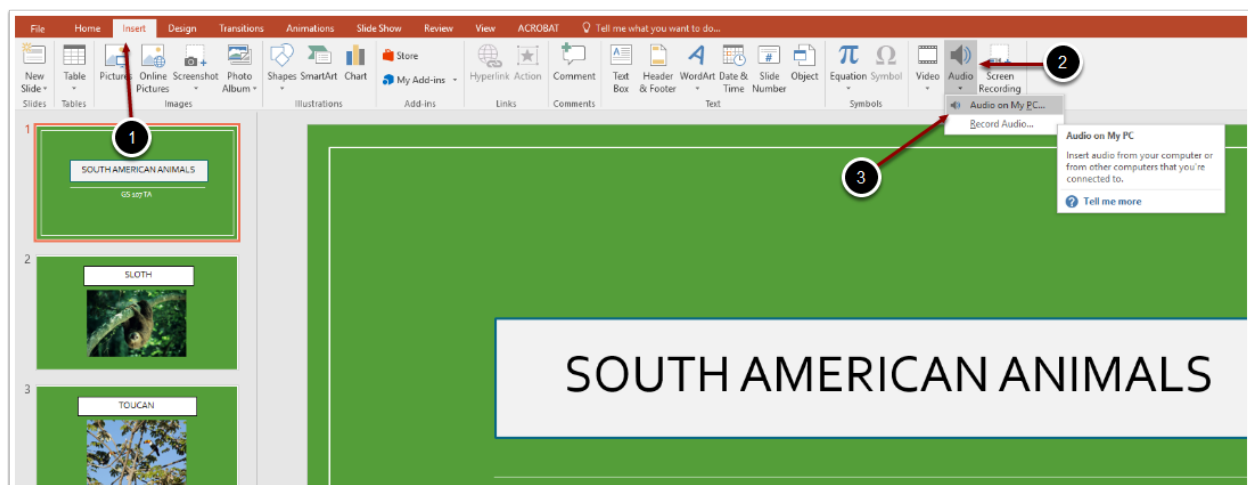 File Home Insert Design Transitions Animations Slide Show Review View ACROBAT Tell me what you want to do...
New Slide
Table
Pictures
Online Pictures
Screenshot
Photo Album
Shapes
SmartArt
Chart
Store
My Add-ins
Hyperlink
Action
Comment
Text Box
Header & Footer
WordArt
Date & Time
Slide Number
#
Object
π
Equation
Ω
Symbol
Video
Audio
Screen Recording
Slides Tables Images Illustrations Add-ins Links Comments Text Symbols
2
Audio on My PC...
Record Audio...
Audio on My PC
Insert audio from your computer or
from other computers that you're
connected to.
Tell me more
1
3
1
SOUTH AMERICAN ANIMALS
GS 107 TA
2
SLOTH
3
TOUCAN
SOUTH AMERICAN ANIMALS